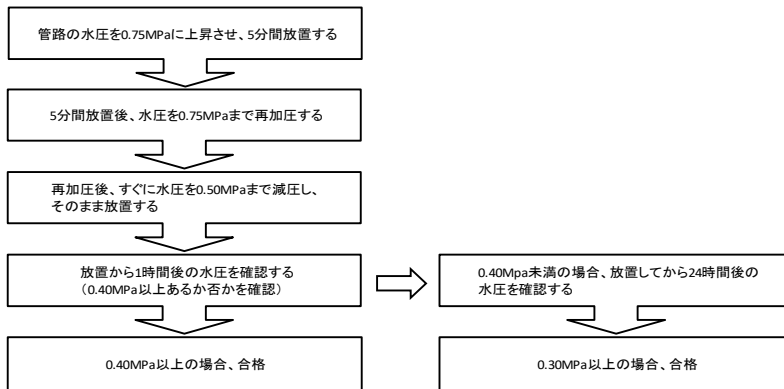 管路の水圧を0.75MPaに上昇させ、5分間放置する
5分間放置後、水圧を0.75MPaまで再加圧する
再加圧後、すぐに水圧を0.50MPaまで減圧し、
そのまま放置する
放置から1時間後の水圧を確認する
（0.40MPa以上あるか否かを確認）
0.40MPa以上の場合、合格
0.40Mpa未満の場合、放置してから24時間後の
水圧を確認する
0.30MPa以上の場合、合格